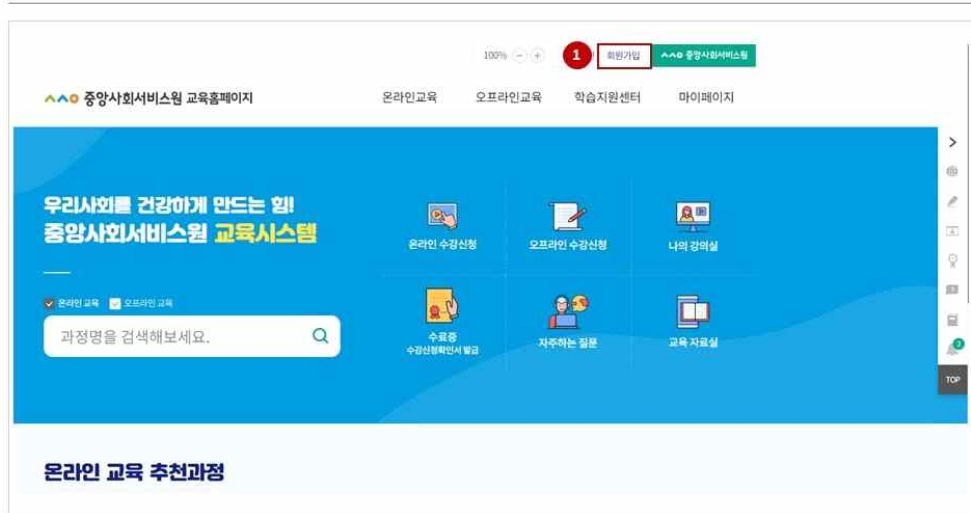 100%
1
회원가입
중앙사회서비스원
중앙사회서비스원 교육홈페이지
온라인교육 오프라인교육 학습지원센터 마이페이지
우리사회를 건강하게 만드는 힘!
중앙사회서비스원 교육시스템
온라인 교육 오프라인 교육
과정명을 검색해보세요.
온라인 수강신청 오프라인 수강신청 나의 강의실
수료증
수강신청확인서 발급
자주하는 질문 교육 자료실
TOP
온라인 교육 추천과정